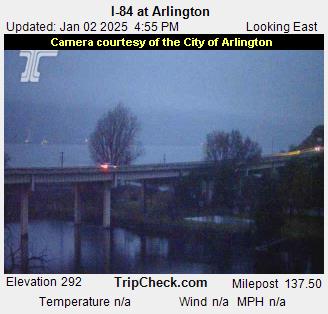 I-84 at Arlington
Updated: Jan 02 2025 4:55 PM Looking East
Camera courtesy of the City of Arlington
Elevation 292 TripCheck.com Milepost 137.50
Temperature n/a Wind n/a MPH n/a